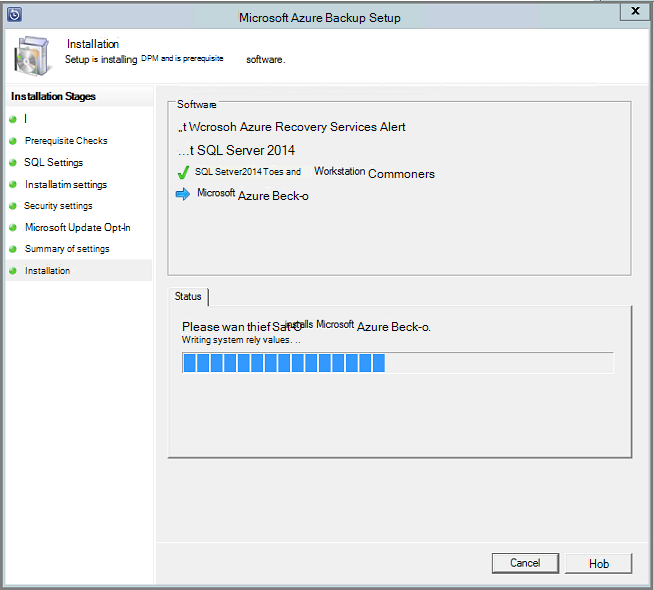 Microsoft Azure Backup Setup
X
Installation
Setup is installing DPM and is prerequisite software.
Installation Stages
I
Prerequisite Checks
SQL Settings
Installatim settings
Security settings
Microsoft Update Opt-In
Summary of settings
Installation
Software
..t Wcrosoh Azure Recovery Services Alert
...t SQL Server 2014
SQL Setver2014 Toes and Workstation Commoners
Microsoft Azure Beck-o
Status
Please wan thief Sat-O installs Microsoft Azure Beck-o.
Writing system rely values. ..
Cancel
Hob